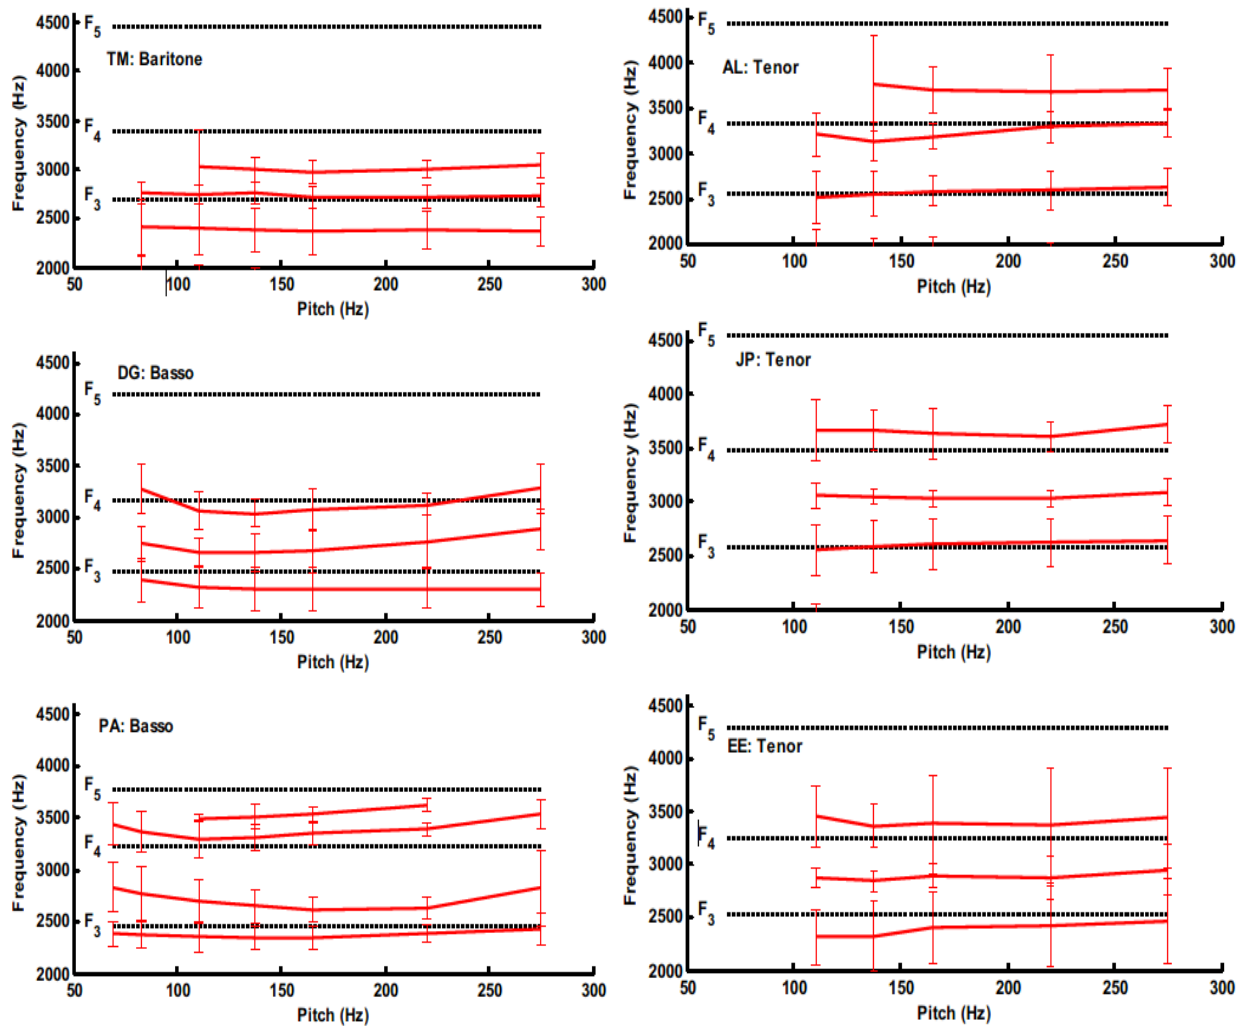 4500
F5
TM: Baritone
4000
3500
F4
3000
F3
2500
2000
Frequency (Hz)
50 100 150 200 250 300
Pitch (Hz)
4500
F5
AL: Tenor
4000
3500
F4
3000
F3
2500
2000
Frequency (Hz)
50 100 150 200 250 300
Pitch (Hz)
4500
DG: Basso
F5
4000
3500
F4
3000
2500
F3
2000
Frequency (Hz)
50 100 150 200 250 300
Pitch (Hz)
F5
4500
JP: Tenor
4000
3500
F4
3000
F3
2500
2000
Frequency (Hz)
50 100 150 200 250 300
Pitch (Hz)
4500
PA: Basso
4000
F5
3500
F4
3000
2500
F3
2000
Frequency (Hz)
50 100 150 200 250 300
Pitch (Hz)
4500
F5
EE: Tenor
4000
3500
F4
3000
F3
2500
2000
Frequency (Hz)
50 100 150 200 250 300
Pitch (Hz)